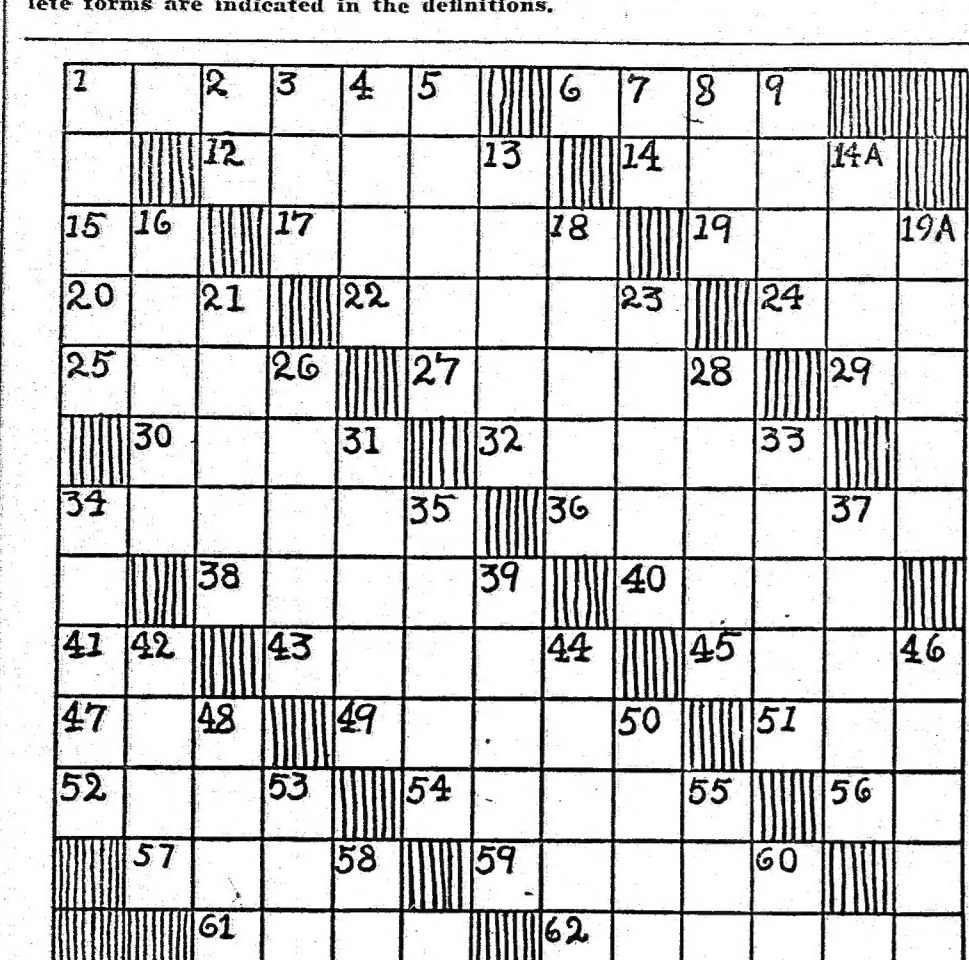 lete forms are indicated in the definitions.
1 2 3 4 5 6 7 8 9
12 13 14 14A
15 16 17 18 19 19A
20 21 22 23 24
25 26 27 28 29
30 31 32 33
34 35 36 37
38 39 40
41 42 43 44 45 46
47 48 49 50 51
52 53 54 55 56
57 58 59 60
61 62